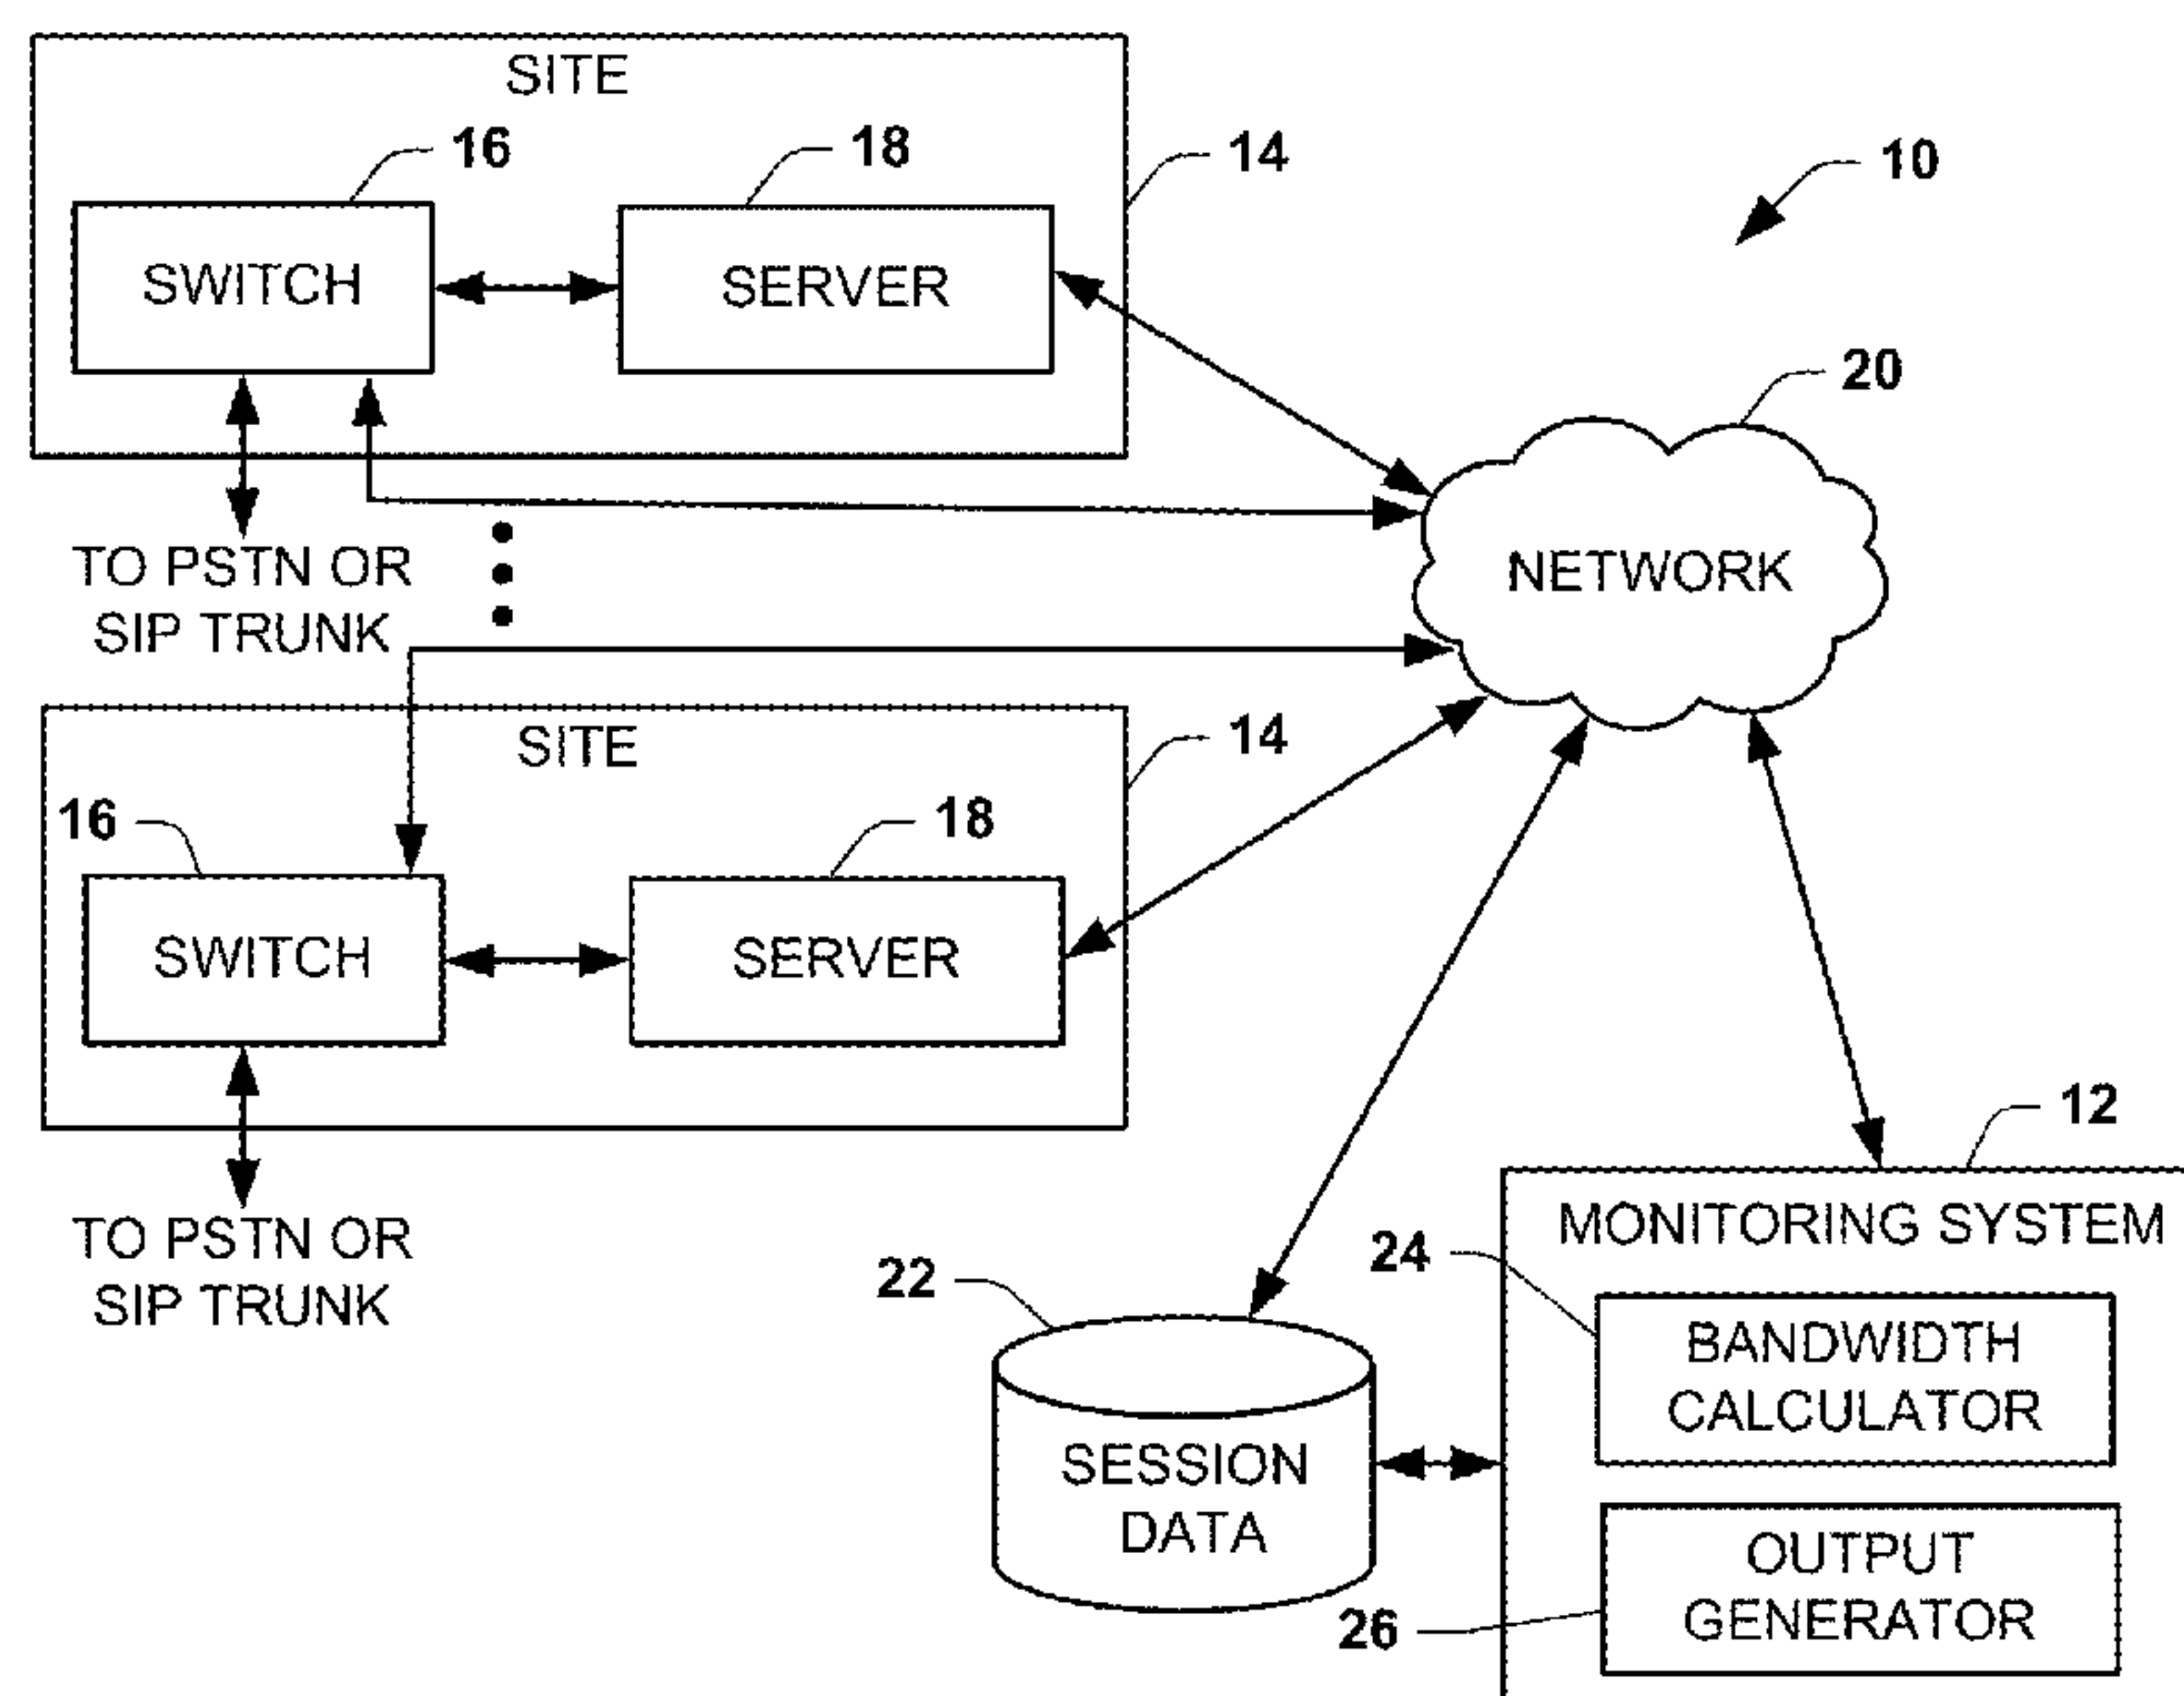 SITE
16
18
14
10
SWITCH
SERVER
20
TO PSTN OR
SIP TRUNK
NETWORK
SITE
14
16
18
SWITCH
SERVER
12
TO PSTN OR
SIP TRUNK
MONITORING SYSTEM
24
22
BANDWIDTH
CALCULATOR
SESSION
DATA
OUTPUT
GENERATOR
26